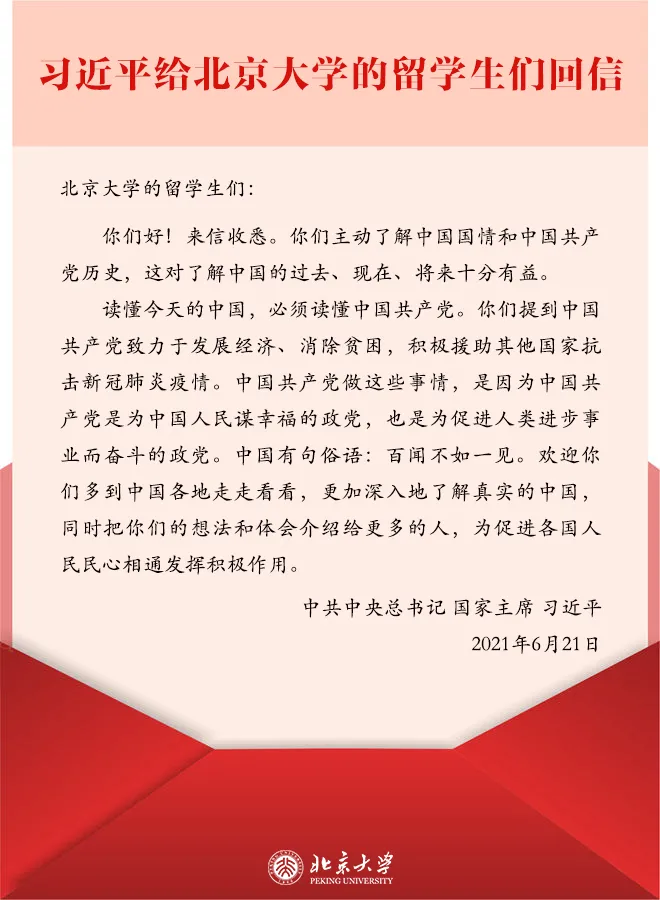 习近平给北京大学的留学生们回信
北京大学的留学生们：
你们好！来信收悉。你们主动了解中国国情和中国共产
党历史，这对了解中国的过去、现在、将来十分有益。
读懂今天的中国，必须读懂中国共产党。你们提到中国
共产党致力于发展经济、消除贫困，积极援助其他国家抗
击新冠肺炎疫情。中国共产党做这些事情，是因为中国共
产党是为中国人民谋幸福的政党，也是为促进人类进步事
业而奋斗的政党。中国有句俗语：百闻不如一见。欢迎你
们多到中国各地走走看看，更加深入地了解真实的中国，
同时把你们的想法和体会介绍给更多的人，为促进各国人
民民心相通发挥积极作用。
中共中央总书记 国家主席 习近平
2021年6月21日
北京大学
PEKING UNIVERSITY